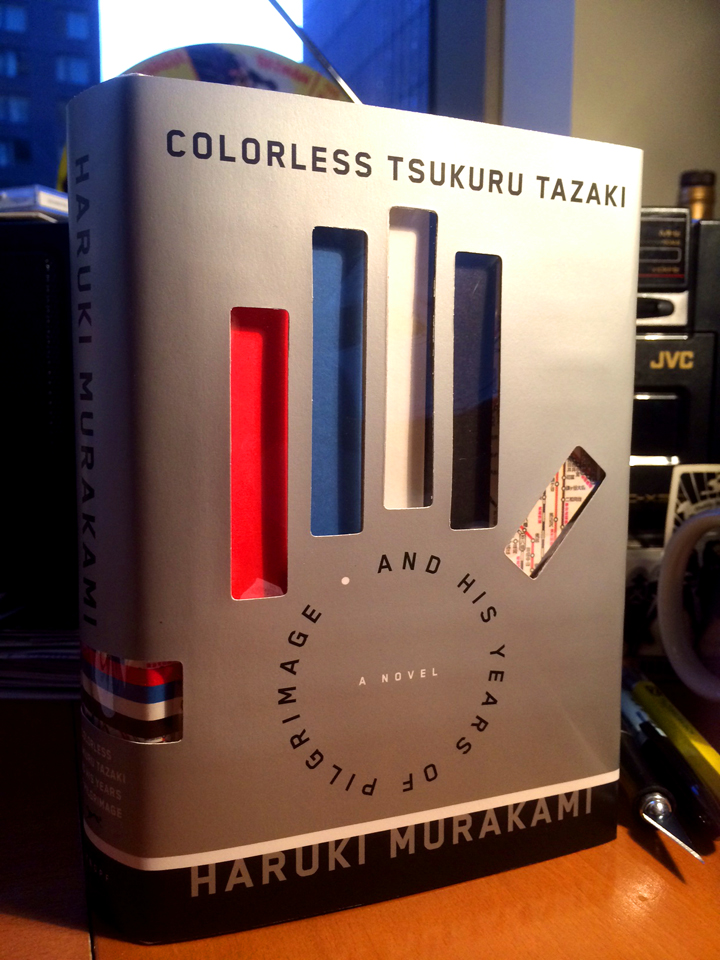 COLORLESS TSUKURU TAZAKI
AND HIS YEARS OF PILGRIMAGE
A NOVEL
HARUKI MURAKAMI
HARUKI MURAKAMI
JVC